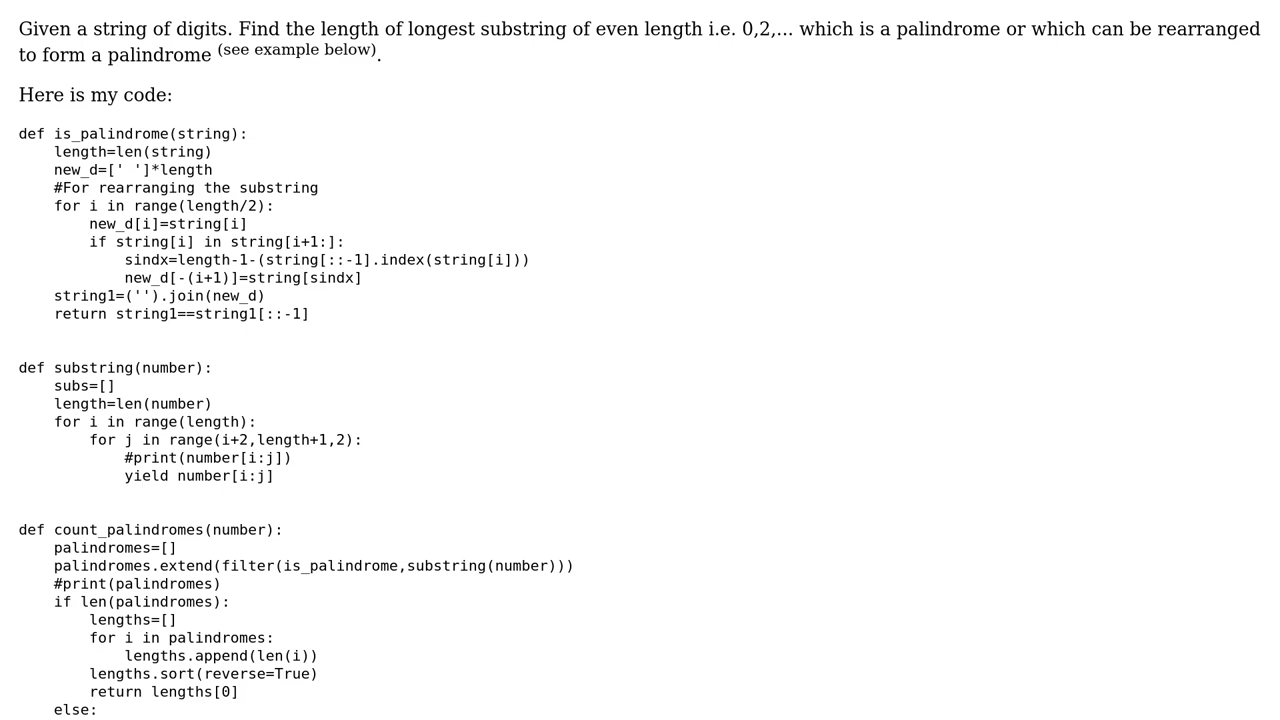 Given a string of digits. Find the length of longest substring of even length i.e. 0,2,... which is a palindrome or which can be rearranged
to form a palindrome (see example below).
Here is my code:
def is_palindrome(string):
    length=len(string)
    new_d=[' ']*length
    #For rearranging the substring
    for i in range(length/2):
        new_d[i]=string[i]
        if string[i] in string[i+1:]:
            sindx=length-1-(string[::-1].index(string[i]))
            new_d[-(i+1)]=string[sindx]
    string1=('').join(new_d)
    return string1==string1[::-1]
def substring(number):
    subs=[]
    length=len(number)
    for i in range(length):
        for j in range(i+2,length+1,2):
            #print(number[i:j])
            yield number[i:j]
def count_palindromes(number):
    palindromes=[]
    palindromes.extend(filter(is_palindrome,substring(number)))
    #print(palindromes)
    if len(palindromes):
        lengths=[]
        for i in palindromes:
            lengths.append(len(i))
        lengths.sort(reverse=True)
        return lengths[0]
    else: